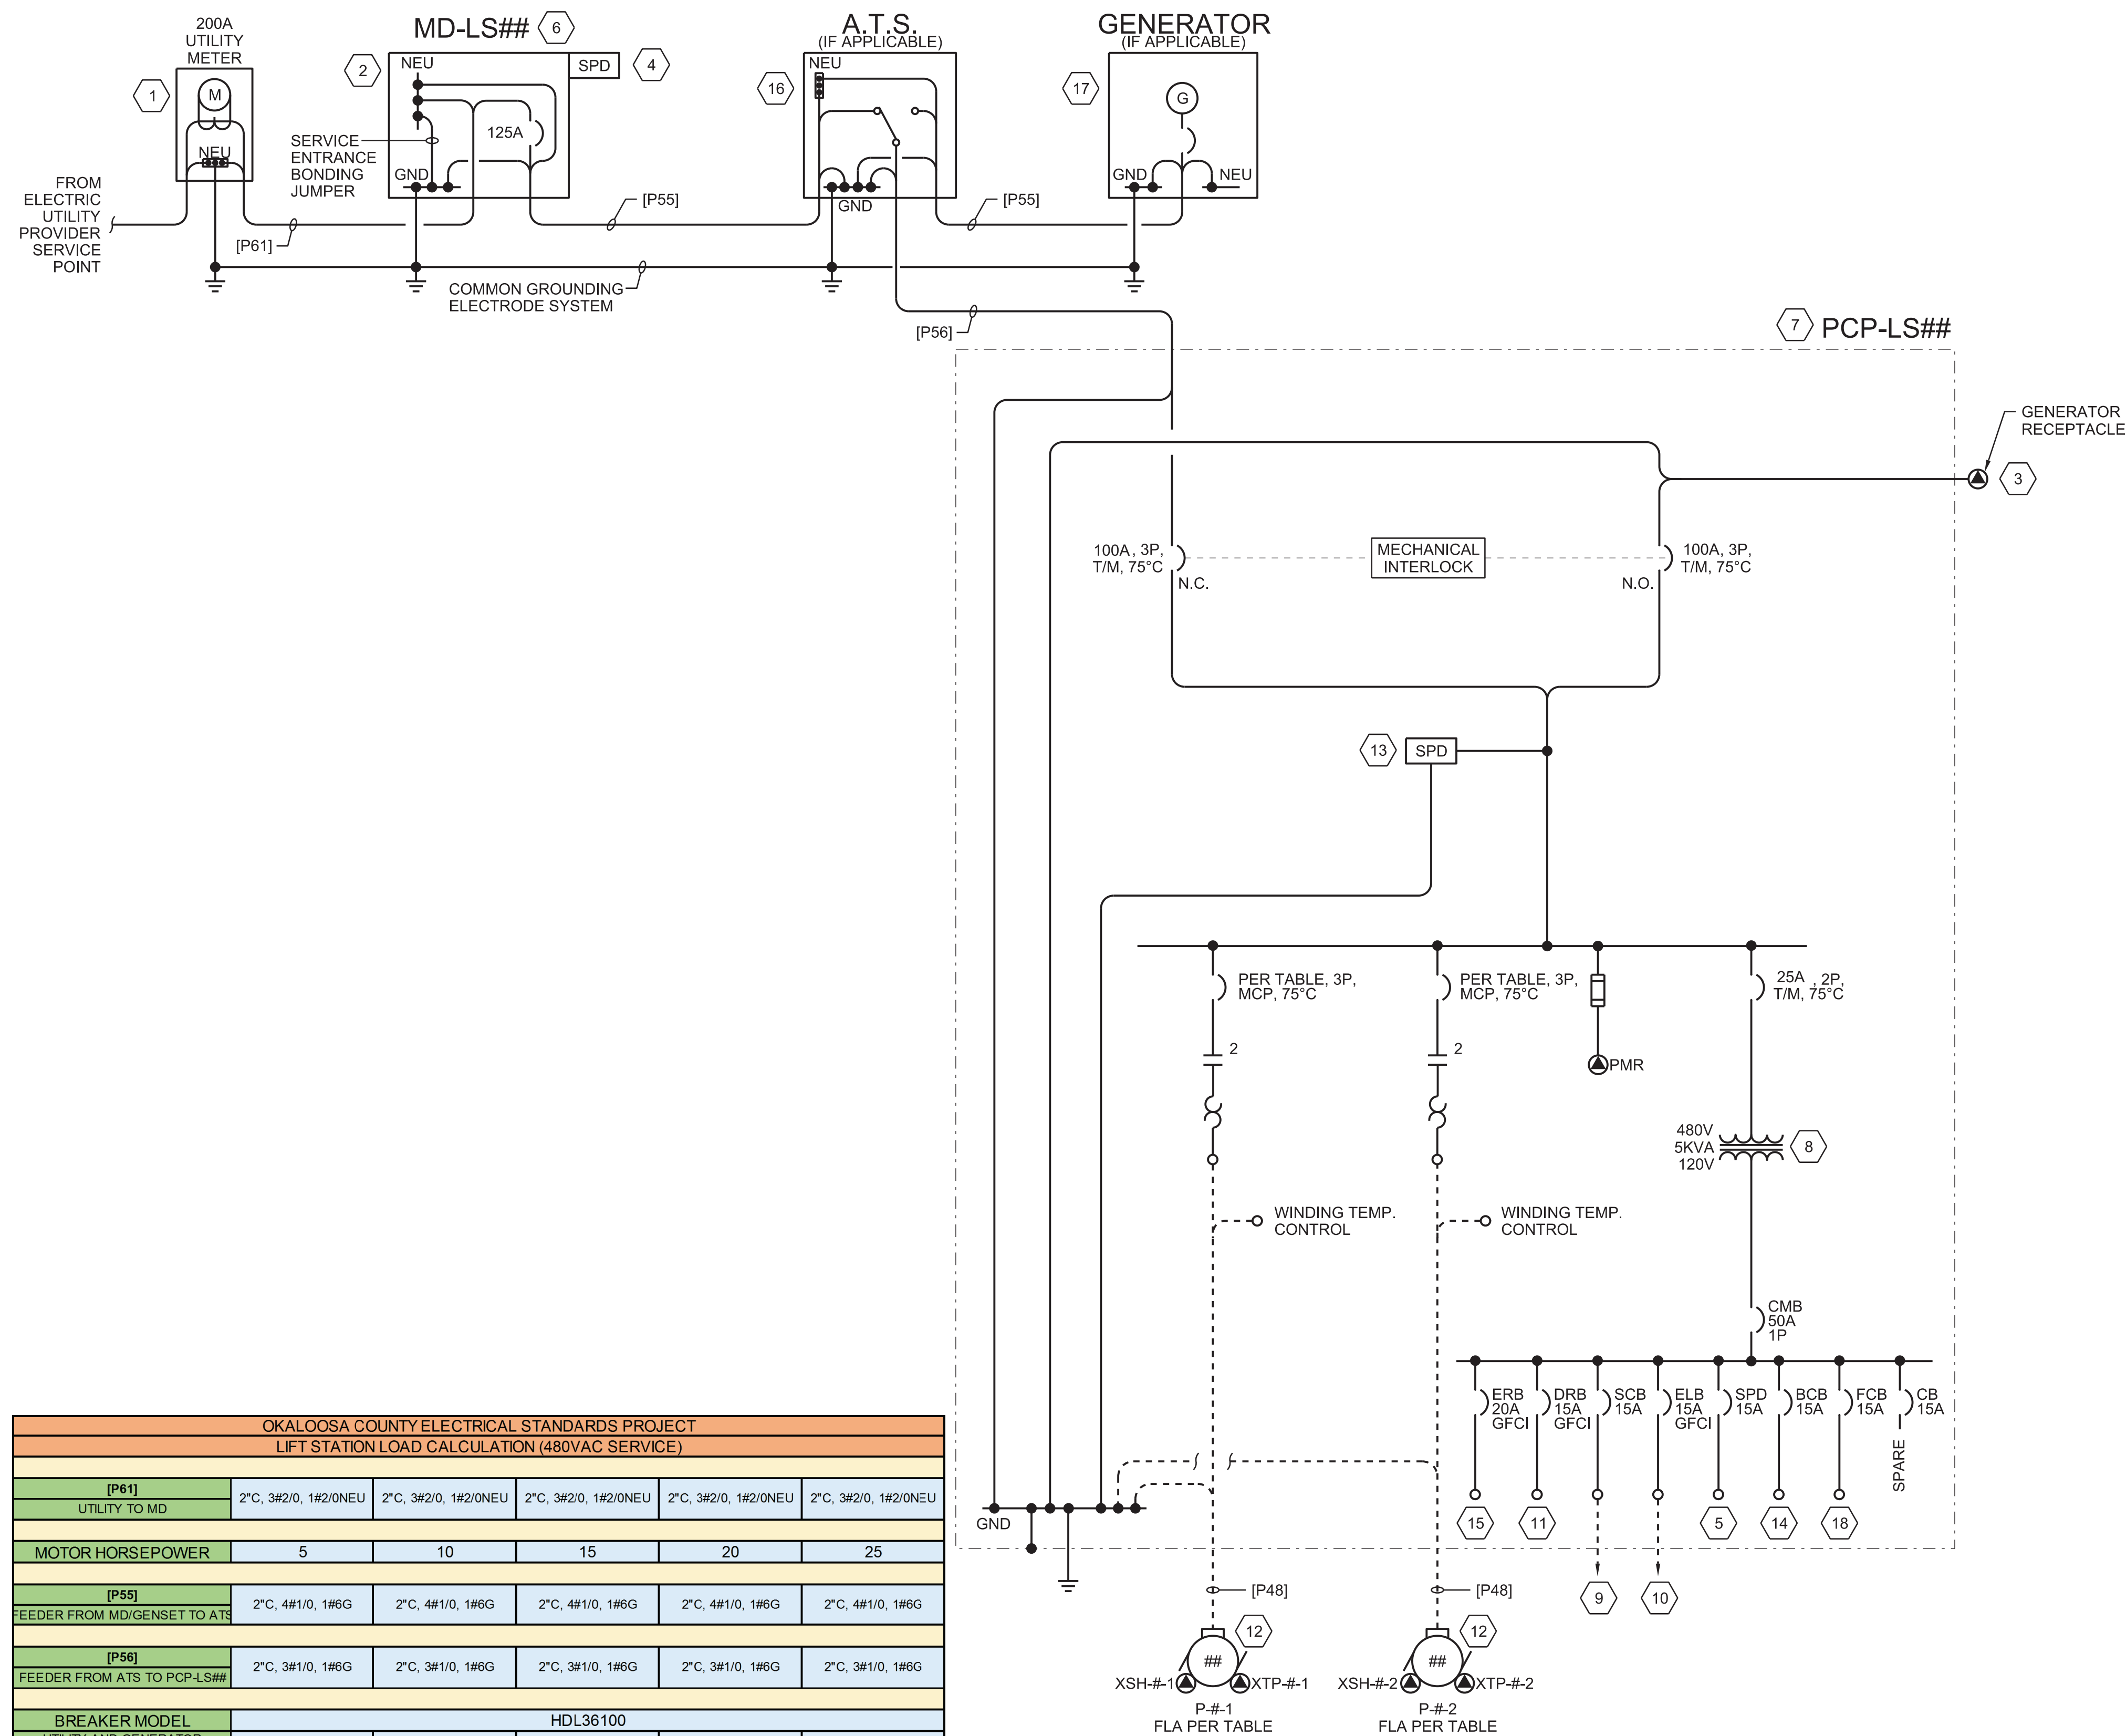 200A
UTILITY
METER
1
M
NEU
FROM
ELECTRIC
UTILITY
PROVIDER
SERVICE
POINT
[P61]
MD-LS##
6
2
NEU
SPD
4
125A
SERVICE
ENTRANCE
BONDING
JUMPER
GND
[P55]
COMMON GROUNDING
ELECTRODE SYSTEM
A.T.S.
(IF APPLICABLE)
16
NEU
GND
[P55]
[P56]
GENERATOR
(IF APPLICABLE)
17
G
GND
NEU
7
PCP-LS##
GENERATOR
RECEPTACLE
3
100A, 3P,
T/M, 75°C
N.C.
MECHANICAL
INTERLOCK
100A, 3P,
T/M, 75°C
N.O.
13
SPD
PER TABLE, 3P,
MCP, 75°C
PER TABLE, 3P,
MCP, 75°C
25A , 2P,
T/M, 75°C
2
2
PMR
480V
5KVA
120V
8
WINDING TEMP.
CONTROL
WINDING TEMP.
CONTROL
CMB
50A
1P
ERB
20A
GFCI
DRB
15A
GFCI
SCB
15A
ELB
15A
GFCI
SPD
15A
BCB
15A
FCB
15A
CB
15A
SPARE
15
11
5
14
18
9
10
GND
[P48]
[P48]
12
12
##
##
XSH-#-1
XTP-#-1
XSH-#-2
XTP-#-2
P-#-1
FLA PER TABLE
P-#-2
FLA PER TABLE
OKALOOSA COUNTY ELECTRICAL STANDARDS PROJECT
LIFT STATION LOAD CALCULATION (480VAC SERVICE)
[P61]
UTILITY TO MD
2"C, 3#2/0, 1#2/0NEU 2"C, 3#2/0, 1#2/0NEU 2"C, 3#2/0, 1#2/0NEU 2"C, 3#2/0, 1#2/0NEU 2"C, 3#2/0, 1#2/0NEU
MOTOR HORSEPOWER 5 10 15 20 25
[P55]
FEEDER FROM MD/GENSET TO ATS
2"C, 4#1/0, 1#6G 2"C, 4#1/0, 1#6G 2"C, 4#1/0, 1#6G 2"C, 4#1/0, 1#6G 2"C, 4#1/0, 1#6G
[P56]
FEEDER FROM ATS TO PCP-LS##
2"C, 3#1/0, 1#6G 2"C, 3#1/0, 1#6G 2"C, 3#1/0, 1#6G 2"C, 3#1/0, 1#6G 2"C, 3#1/0, 1#6G
BREAKER MODEL HDL36100